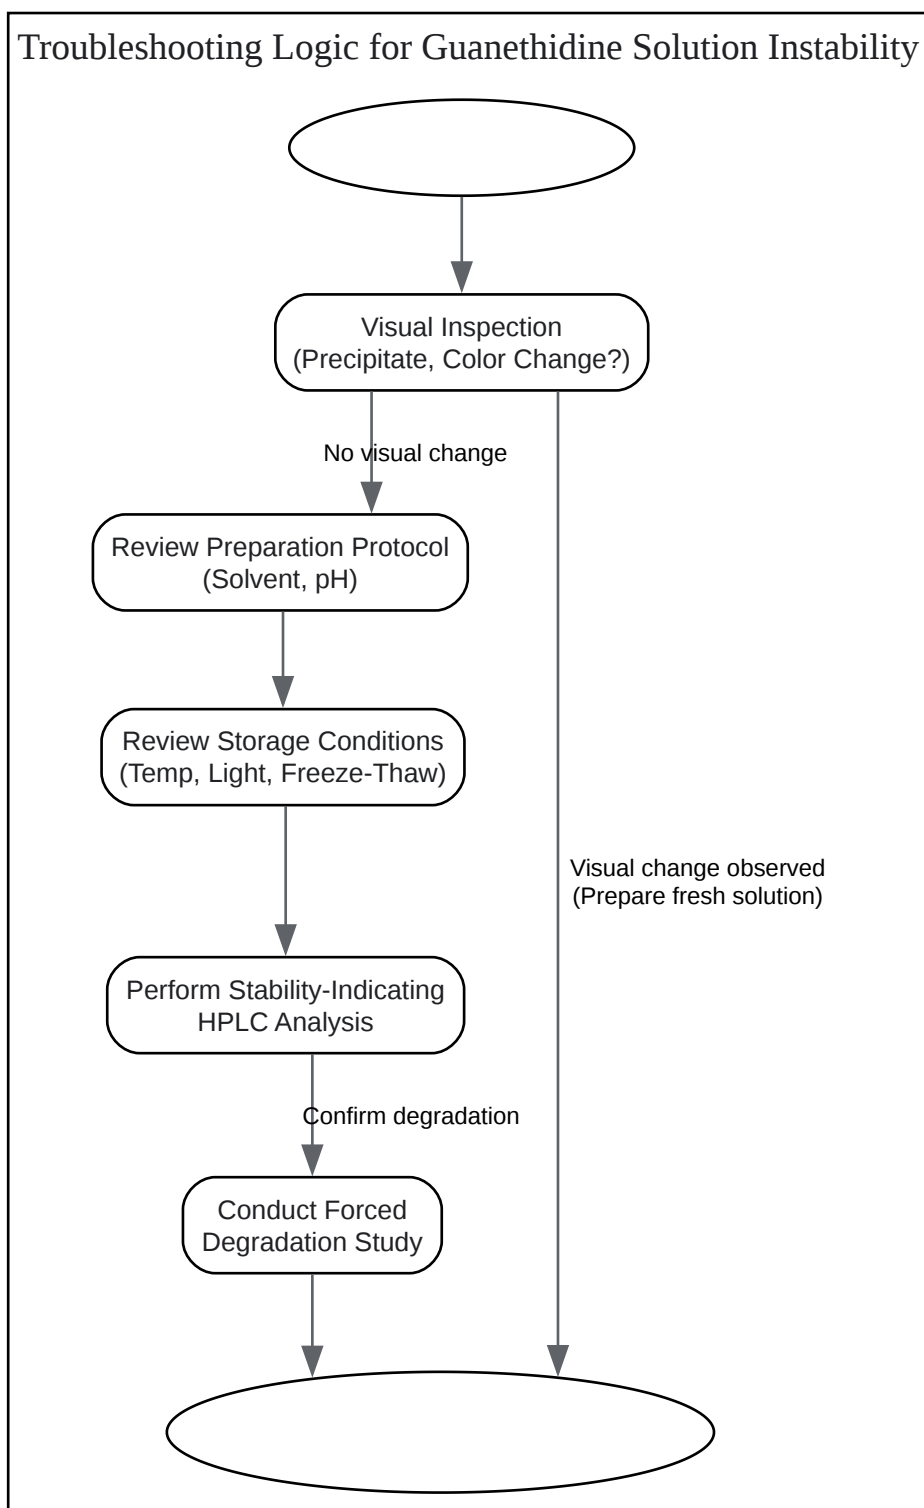 Troubleshooting Logic for Guanethidine Solution Instability
Visual Inspection
(Precipitate, Color Change?)
No visual change
Review Preparation Protocol
(Solvent, pH)
Review Storage Conditions
(Temp, Light, Freeze-Thaw)
Visual change observed
(Prepare fresh solution)
Perform Stability-Indicating
HPLC Analysis
Confirm degradation
Conduct Forced
Degradation Study